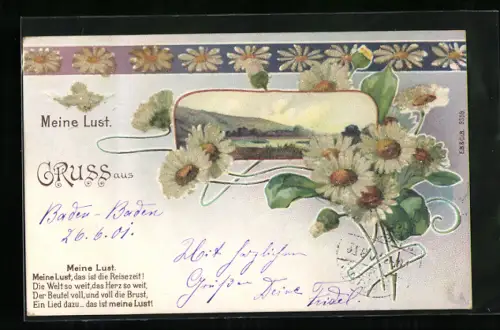 Meine Lust.
GRUSS aus
Baden-Baden
26.6.01.
Meine Lust.
Meine Lust, das ist die Reisezeit!
Die Welt so weit, das Herz so weit,
Der Beutel voll, und voll die Brust,
Ein Lied dazu... das ist meine Lust!
Mit herzlichen
Grüßen Deine